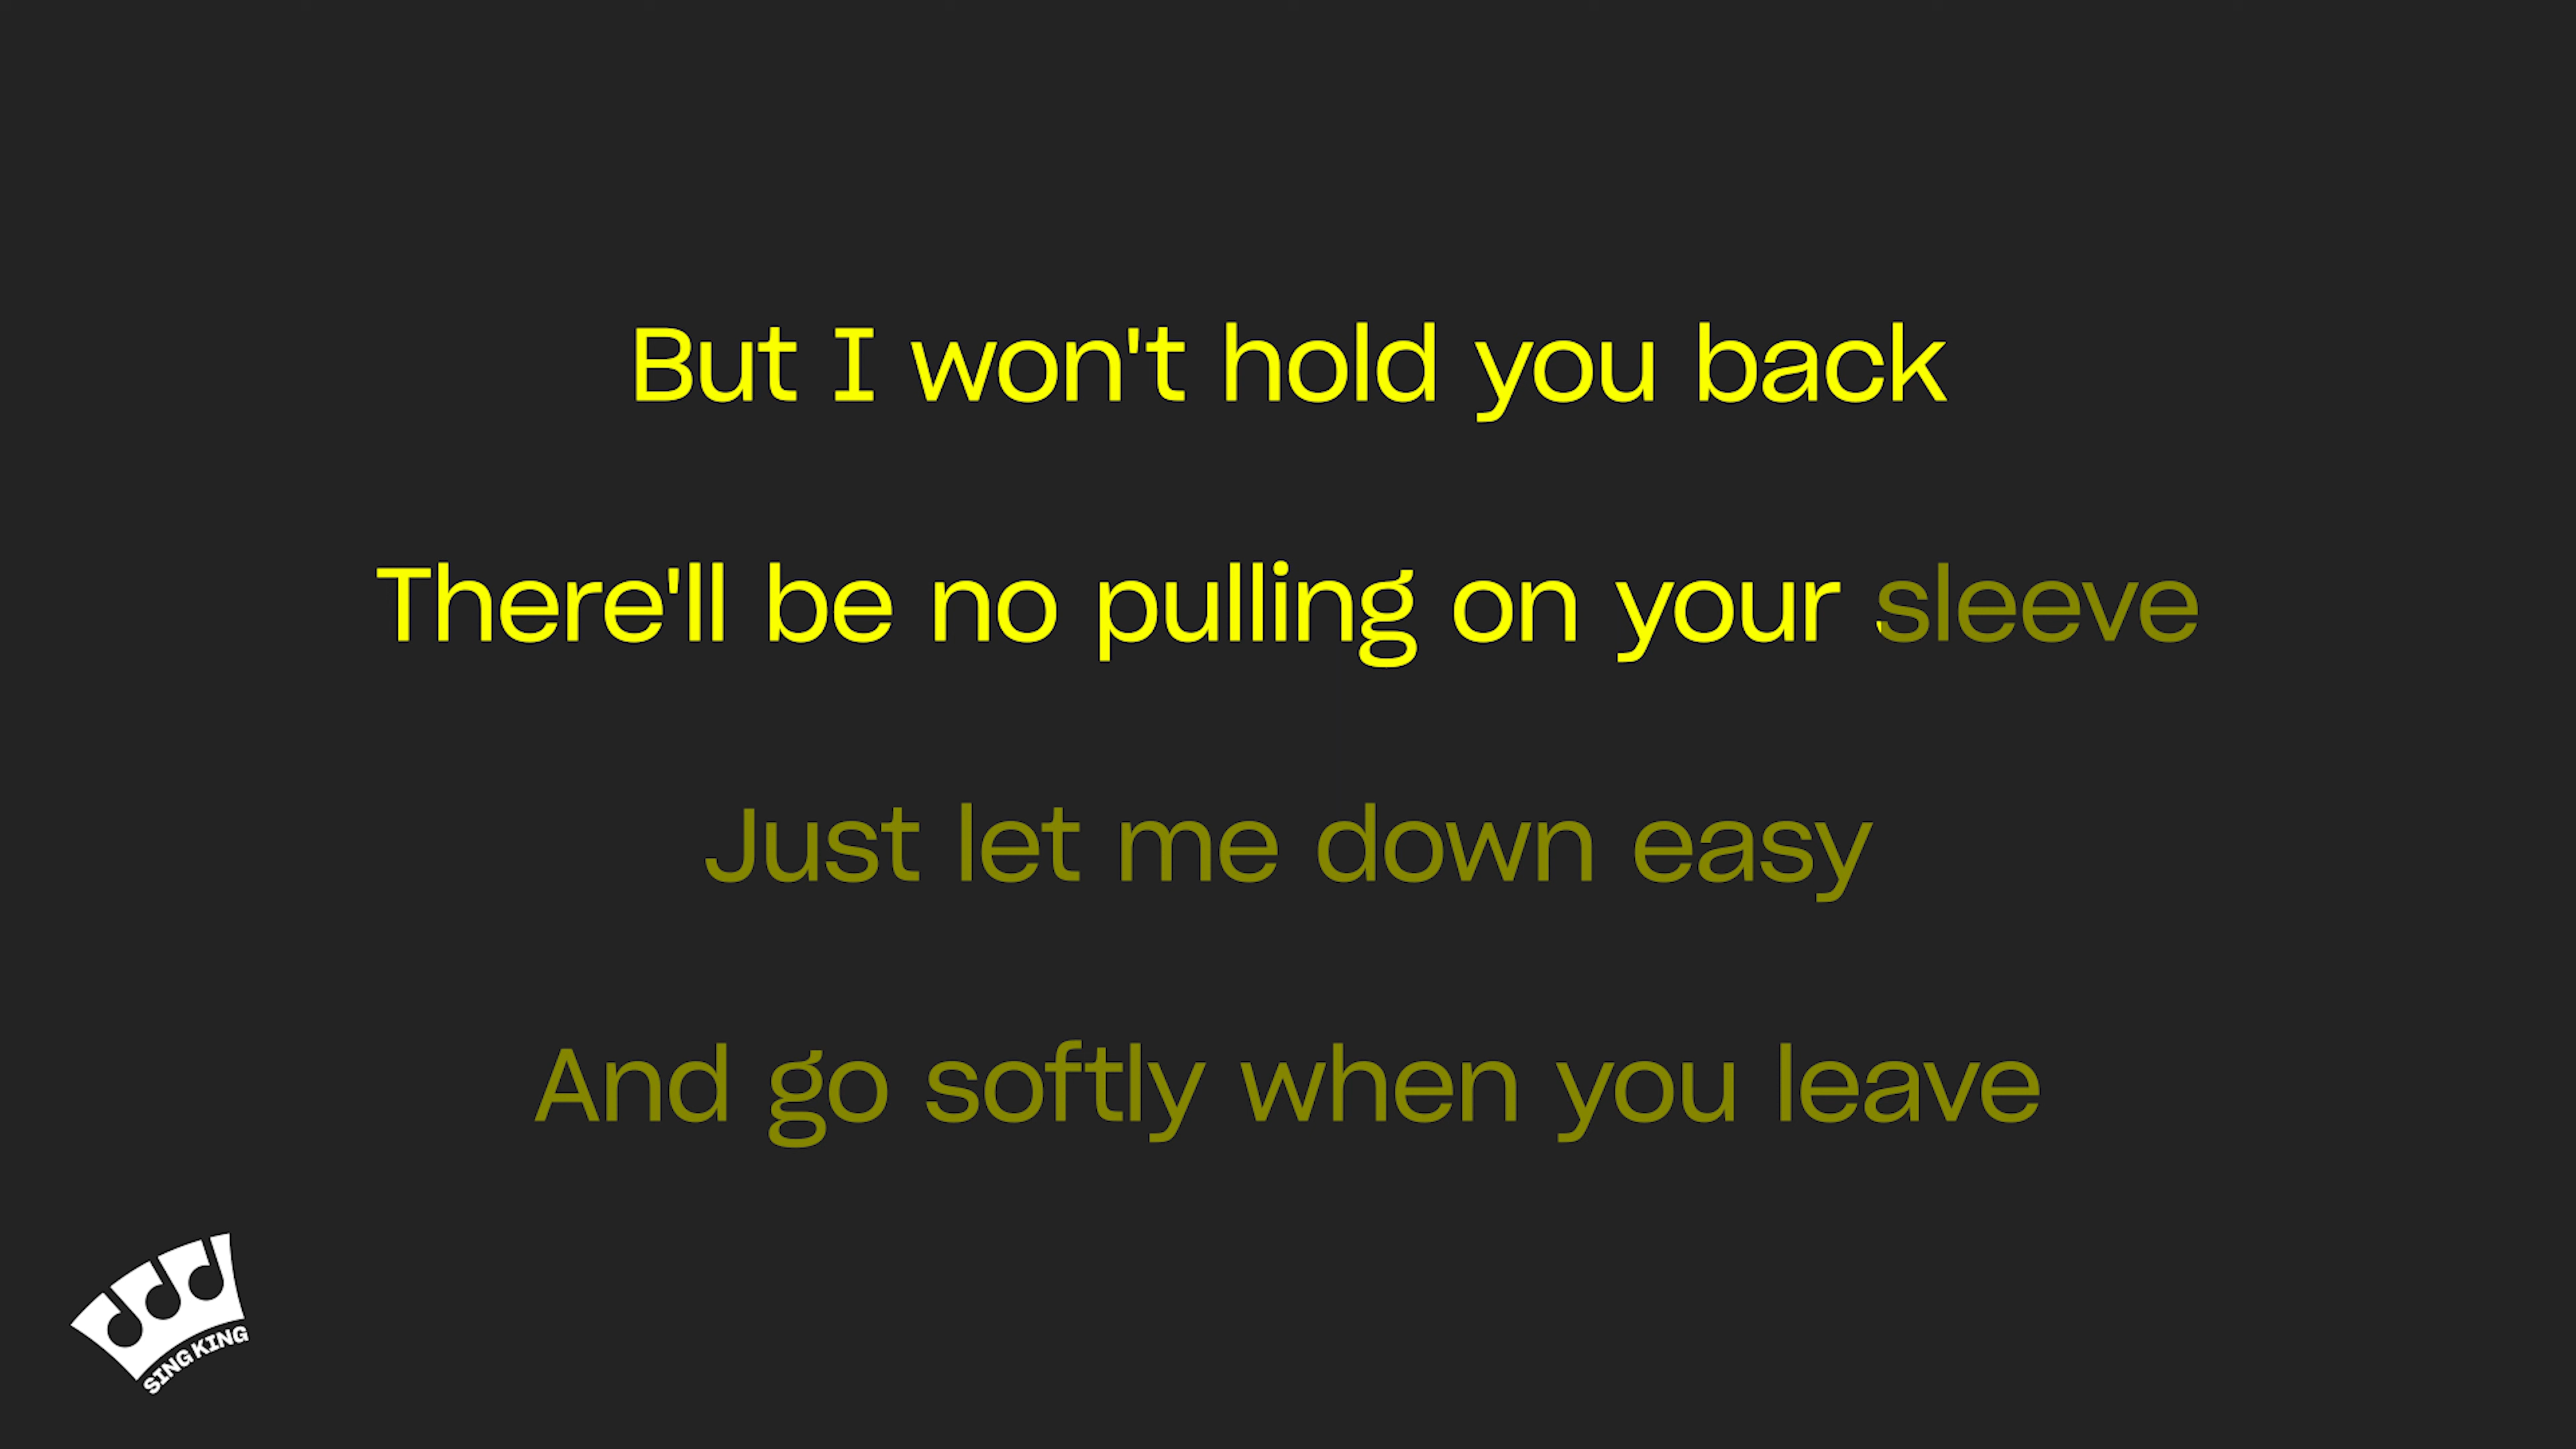 But I won't hold you back
There'll be no pulling on your sleeve
Just let me down easy
And go softly when you leave
SING KING